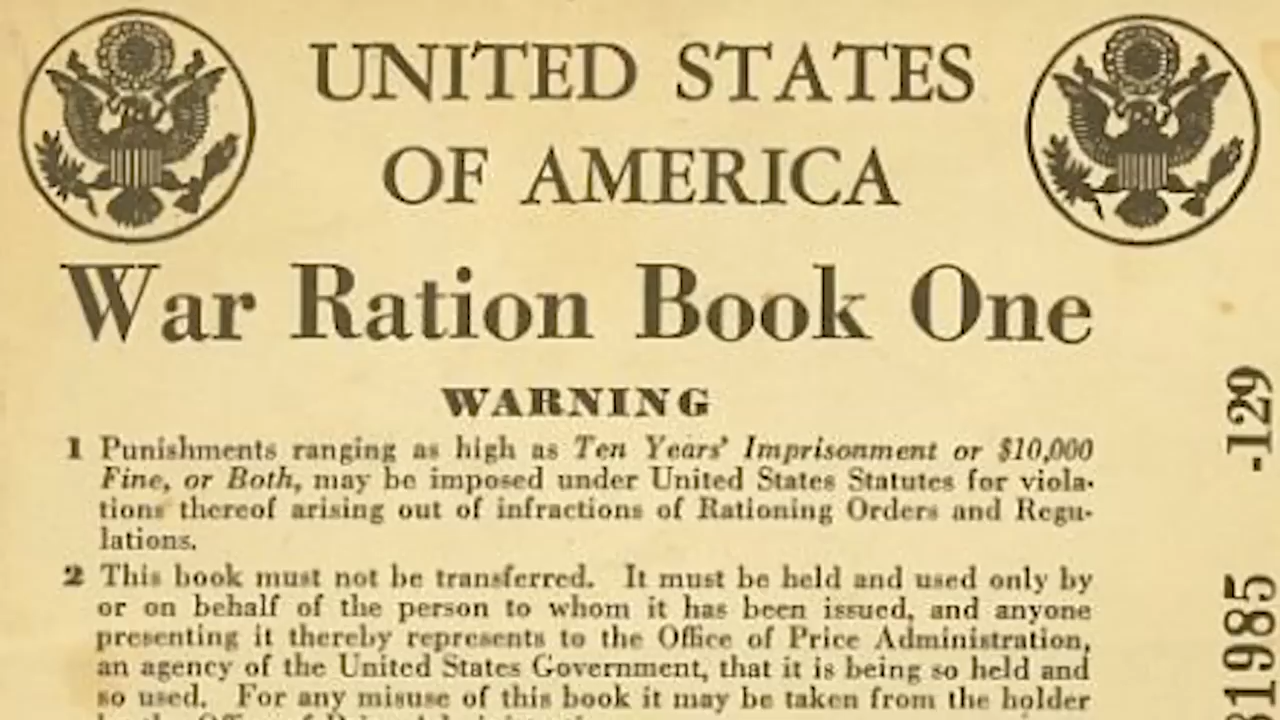 UNITED STATES
OF AMERICA
War Ration Book One
WARNING
1 Punishments ranging as high as Ten Years' Imprisonment or $10,000
Fine, or Both, may be imposed under United States Statutes for viola-
tions thereof arising out of infractions of Rationing Orders and Regu-
lations.
2 This book must not be transferred. It must be held and used only by
or on behalf of the person to whom it has been issued, and anyone
presenting it thereby represents to the Office of Price Administration,
an agency of the United States Government, that it is being so held and
so used. For any misuse of this book it may be taken from the holder
-129
1985